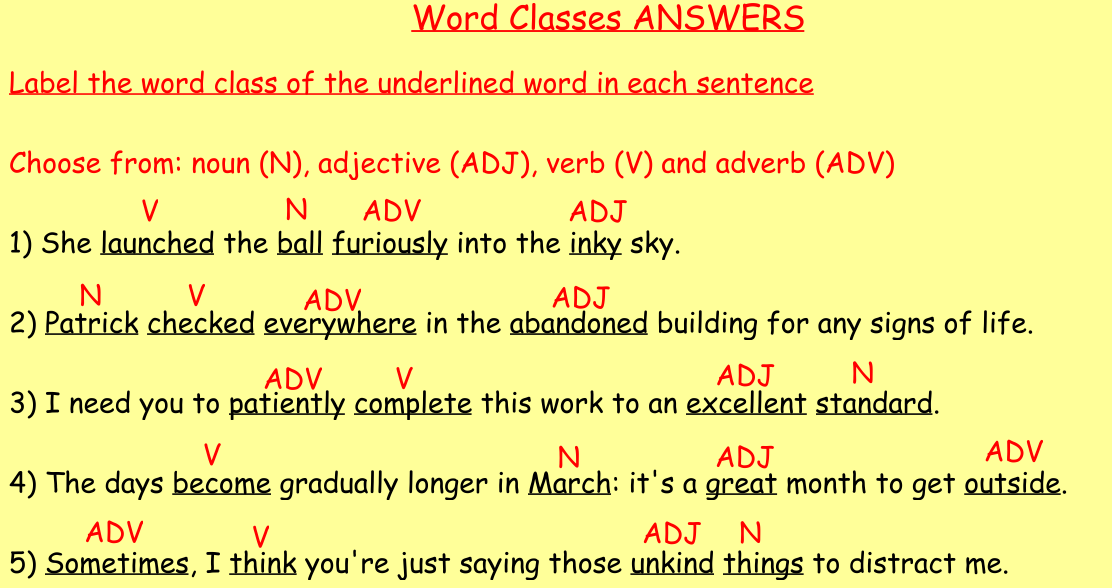 Word Classes ANSWERS
Label the word class of the underlined word in each sentence
Choose from: noun (N), adjective (ADJ), verb (V) and adverb (ADV)
V N ADV ADJ
1) She launched the ball furiously into the inky sky.
N V ADV ADJ
2) Patrick checked everywhere in the abandoned building for any signs of life.
ADV V ADJ N
3) I need you to patiently complete this work to an excellent standard.
V N ADJ ADV
4) The days become gradually longer in March: it's a great month to get outside.
ADV V ADJ N
5) Sometimes, I think you're just saying those unkind things to distract me.